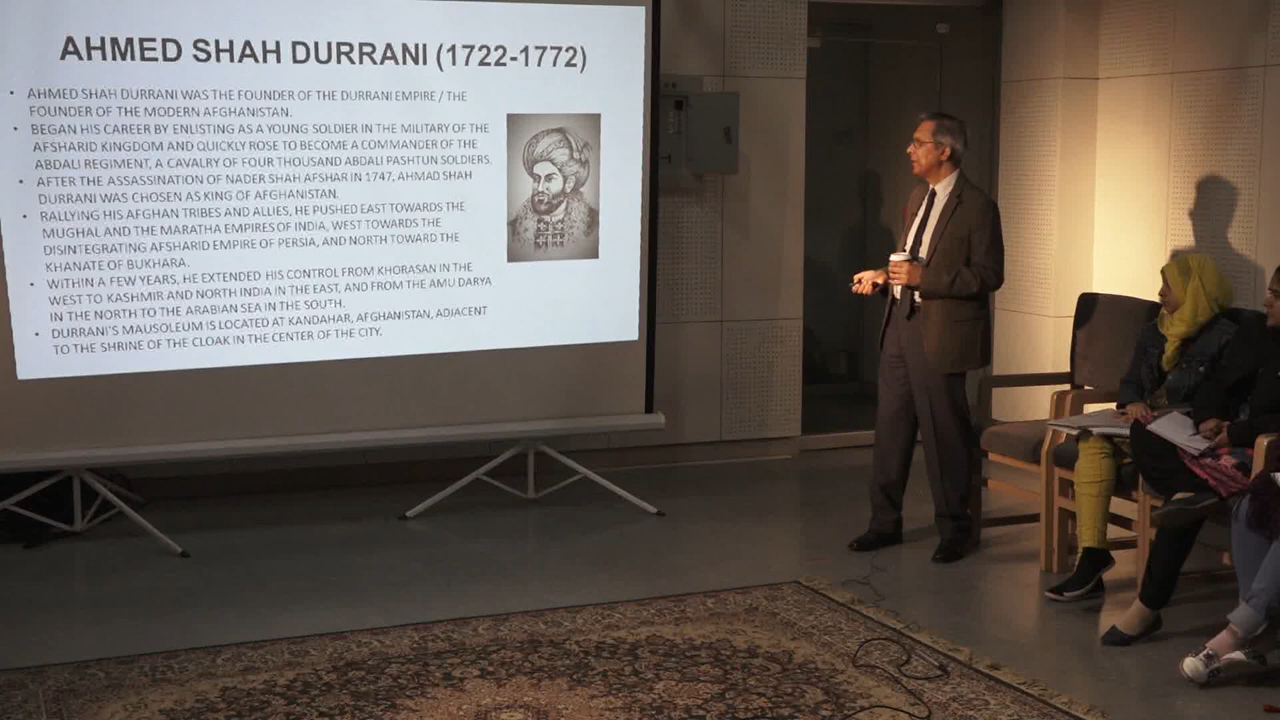 AHMED SHAH DURRANI (1722-1772)
• AHMED SHAH DURRANI WAS THE FOUNDER OF THE DURRANI EMPIRE / THE
FOUNDER OF THE MODERN AFGHANISTAN.
• BEGAN HIS CAREER BY ENLISTING AS A YOUNG SOLDIER IN THE MILITARY OF THE
AFSHARID KINGDOM AND QUICKLY ROSE TO BECOME A COMMANDER OF THE
ABDALI REGIMENT, A CAVALRY OF FOUR THOUSAND ABDALI PASHTUN SOLDIERS.
• AFTER THE ASSASSINATION OF NADER SHAH AFSHAR IN 1747, AHMAD SHAH
DURRANI WAS CHOSEN AS KING OF AFGHANISTAN.
• RALLYING HIS AFGHAN TRIBES AND ALLIES, HE PUSHED EAST TOWARDS THE
MUGHAL AND THE MARATHA EMPIRES OF INDIA, WEST TOWARDS THE
DISINTEGRATING AFSHARID EMPIRE OF PERSIA, AND NORTH TOWARD THE
KHANATE OF BUKHARA.
• WITHIN A FEW YEARS, HE EXTENDED HIS CONTROL FROM KHORASAN IN THE
WEST TO KASHMIR AND NORTH INDIA IN THE EAST, AND FROM THE AMU DARYA
IN THE NORTH TO THE ARABIAN SEA IN THE SOUTH.
• DURRANI'S MAUSOLEUM IS LOCATED AT KANDAHAR, AFGHANISTAN, ADJACENT
TO THE SHRINE OF THE CLOAK IN THE CENTER OF THE CITY.